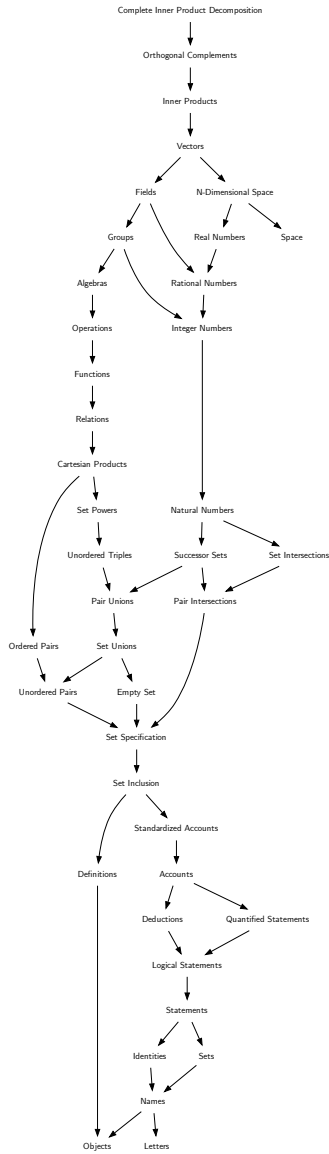 Complete Inner Product Decomposition
Orthogonal Complements
Inner Products
Vectors
Fields
N-Dimensional Space
Groups
Real Numbers
Space
Algebras
Rational Numbers
Operations
Integer Numbers
Functions
Relations
Cartesian Products
Set Powers
Natural Numbers
Unordered Triples
Successor Sets
Set Intersections
Pair Unions
Pair Intersections
Ordered Pairs
Set Unions
Unordered Pairs
Empty Set
Set Specification
Set Inclusion
Standardized Accounts
Definitions
Accounts
Deductions
Quantified Statements
Logical Statements
Statements
Identities
Sets
Names
Objects
Letters